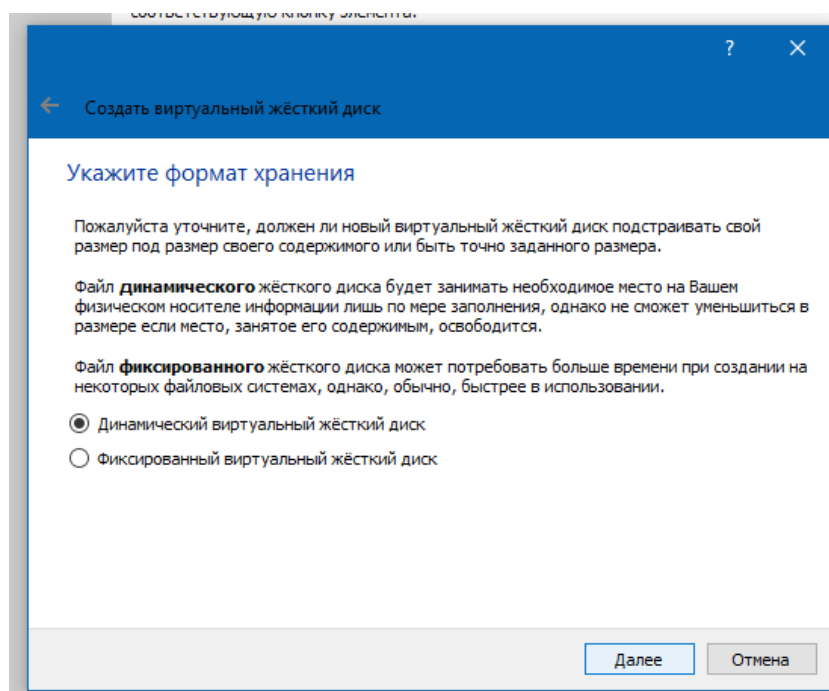 соответствующую кнопку элемента.
?
Создать виртуальный жёсткий диск
Укажите формат хранения
Пожалуйста уточните, должен ли новый виртуальный жёсткий диск подстраивать свой
размер под размер своего содержимого или быть точно заданного размера.
Файл динамического жёсткого диска будет занимать необходимое место на Вашем
физическом носителе информации лишь по мере заполнения, однако не сможет уменьшиться в
размере если место, занятое его содержимым, освободится.
Файл фиксированного жёсткого диска может потребовать больше времени при создании на
некоторых файловых системах, однако, обычно, быстрее в использовании.
Динамический виртуальный жёсткий диск
Фиксированный виртуальный жёсткий диск
Далее
Отмена